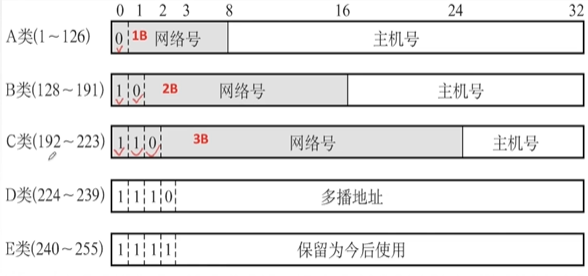 0 1 2 3 8 16 24 32
A类(1～126) 0 1B 网络号 主机号
B类(128～191) 1 0 2B 网络号 主机号
C类(192～223) 1 1 0 3B 网络号 主机号
D类(224～239) 1 1 1 0 多播地址
E类(240～255) 1 1 1 1 保留为今后使用